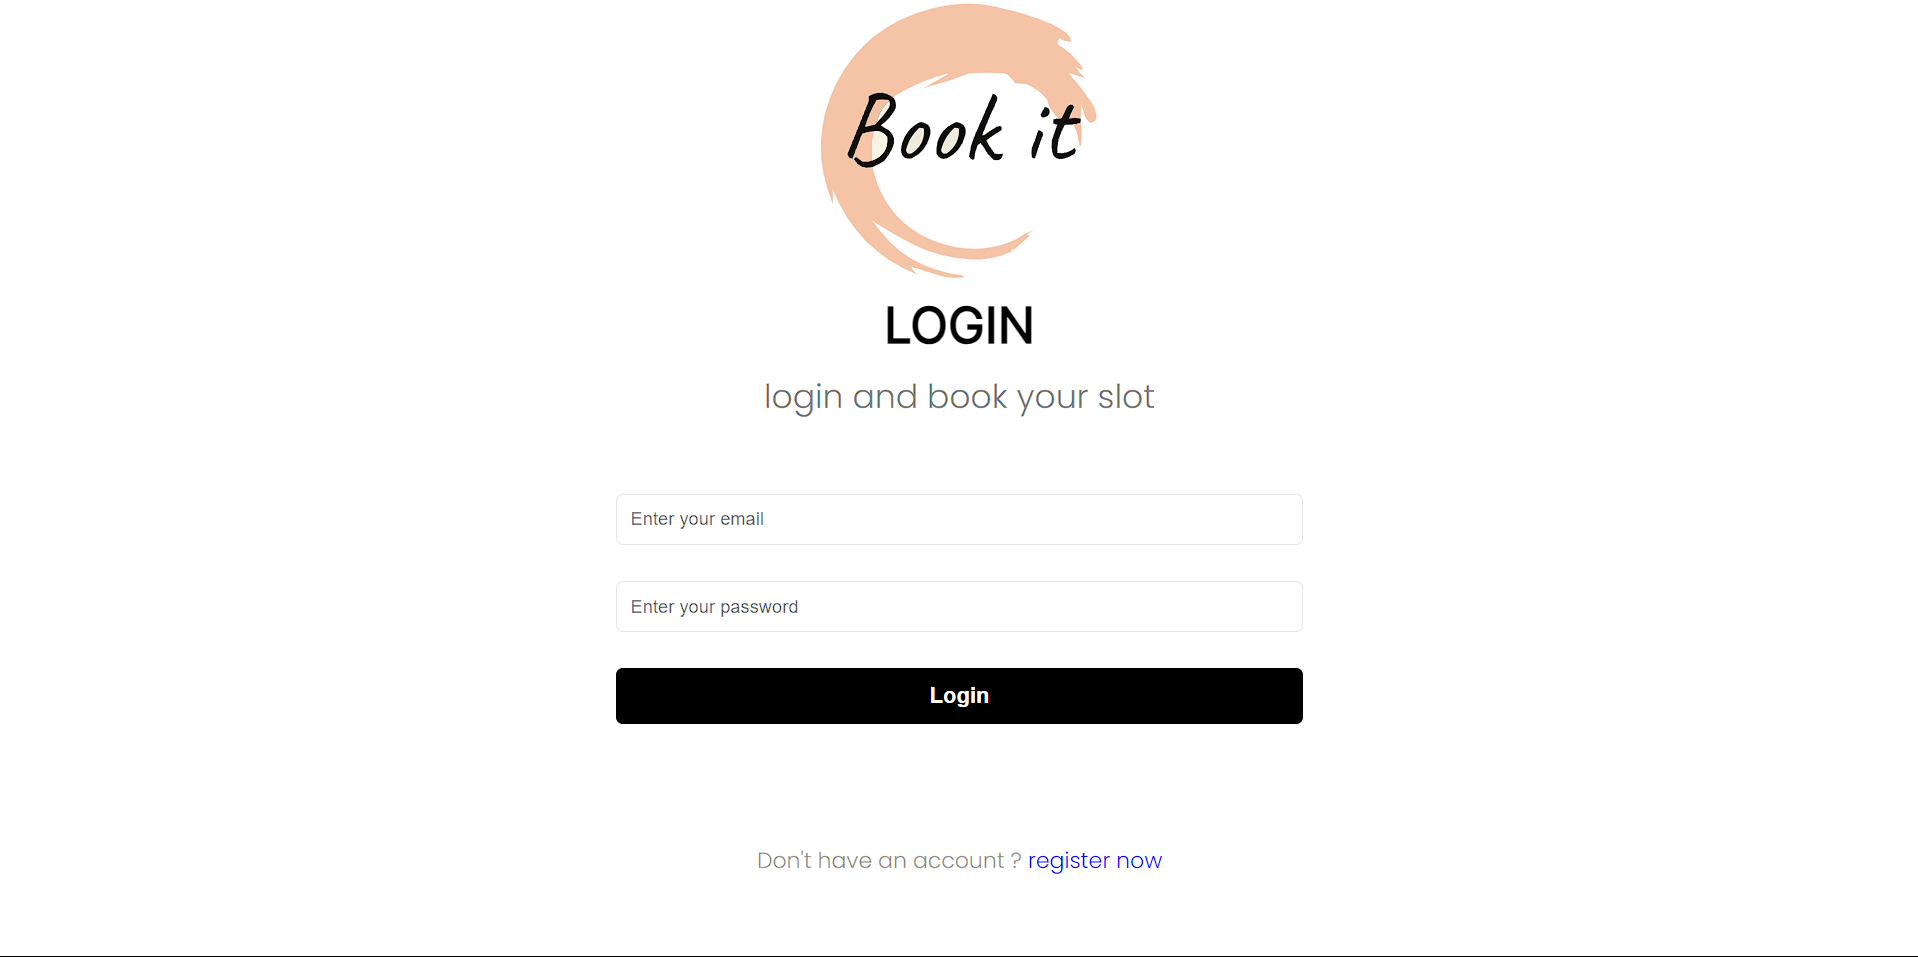 Book it
LOGIN
login and book your slot
Enter your email
Enter your password
Login
Don't have an account ? register now